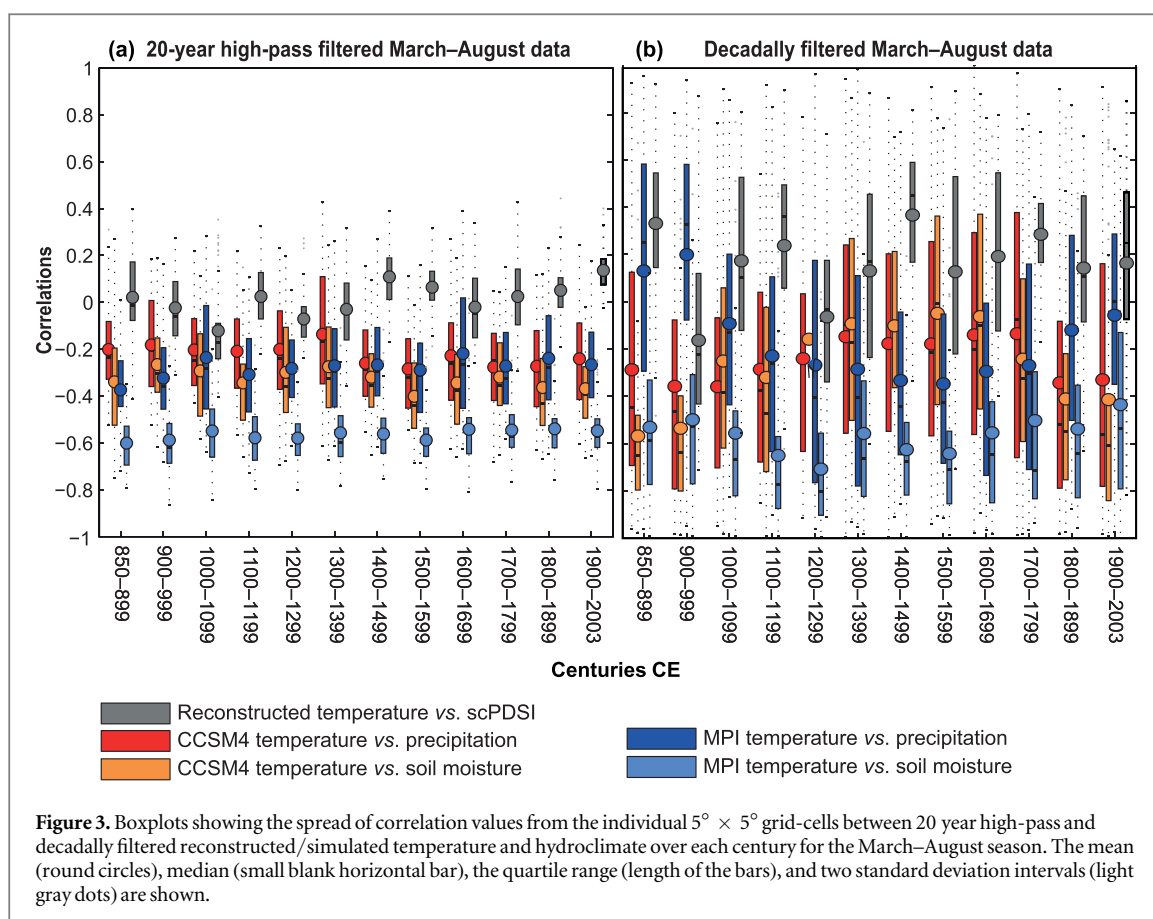 (a) 20-year high-pass filtered March–August data
(b) Decadally filtered March–August data
Correlations
1
0.8
0.6
0.4
0.2
0
−0.2
−0.4
−0.6
−0.8
−1
850–899
900–999
1000–1099
1100–1199
1200–1299
1300–1399
1400–1499
1500–1599
1600–1699
1700–1799
1800–1899
1900–2003
850–899
900–999
1000–1099
1100–1199
1200–1299
1300–1399
1400–1499
1500–1599
1600–1699
1700–1799
1800–1899
1900–2003
Centuries CE
Reconstructed temperature vs. scPDSI
CCSM4 temperature vs. precipitation
CCSM4 temperature vs. soil moisture
MPI temperature vs. precipitation
MPI temperature vs. soil moisture
Figure 3. Boxplots showing the spread of correlation values from the individual 5° × 5° grid-cells between 20 year high-pass and
decadally filtered reconstructed/simulated temperature and hydroclimate over each century for the March–August season. The mean
(round circles), median (small blank horizontal bar), the quartile range (length of the bars), and two standard deviation intervals (light
gray dots) are shown.